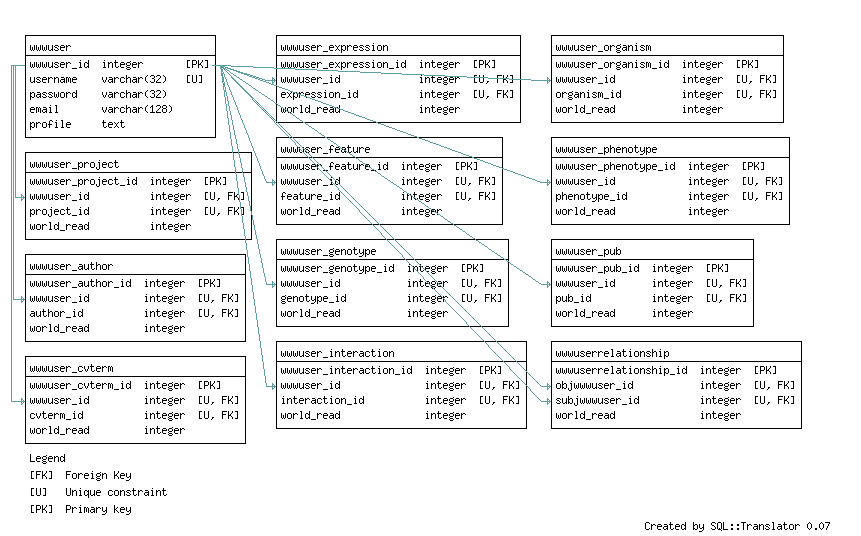 wwwuser
wwwuser_id integer [PK]
username varchar(32) [U]
password varchar(32)
email varchar(128)
profile text
wwwuser_project
wwwuser_project_id integer [PK]
wwwuser_id integer [U, FK]
project_id integer [U, FK]
world_read integer
wwwuser_author
wwwuser_author_id integer [PK]
wwwuser_id integer [U, FK]
author_id integer [U, FK]
world_read integer
wwwuser_cvterm
wwwuser_cvterm_id integer [PK]
wwwuser_id integer [U, FK]
cvterm_id integer [U, FK]
world_read integer
wwwuser_expression
wwwuser_expression_id integer [PK]
wwwuser_id integer [U, FK]
expression_id integer [U, FK]
world_read integer
wwwuser_feature
wwwuser_feature_id integer [PK]
wwwuser_id integer [U, FK]
feature_id integer [U, FK]
world_read integer
wwwuser_genotype
wwwuser_genotype_id integer [PK]
wwwuser_id integer [U, FK]
genotype_id integer [U, FK]
world_read integer
wwwuser_interaction
wwwuser_interaction_id integer [PK]
wwwuser_id integer [U, FK]
interaction_id integer [U, FK]
world_read integer
wwwuser_organism
wwwuser_organism_id integer [PK]
wwwuser_id integer [U, FK]
organism_id integer [U, FK]
world_read integer
wwwuser_phenotype
wwwuser_phenotype_id integer [PK]
wwwuser_id integer [U, FK]
phenotype_id integer [U, FK]
world_read integer
wwwuser_pub
wwwuser_pub_id integer [PK]
wwwuser_id integer [U, FK]
pub_id integer [U, FK]
world_read integer
wwwuserrelationship
wwwuserrelationship_id integer [PK]
objwwwuser_id integer [U, FK]
subjwwwuser_id integer [U, FK]
world_read integer
Legend
[FK] Foreign Key
[U] Unique constraint
[PK] Primary key
Created by SQL::Translator 0.07